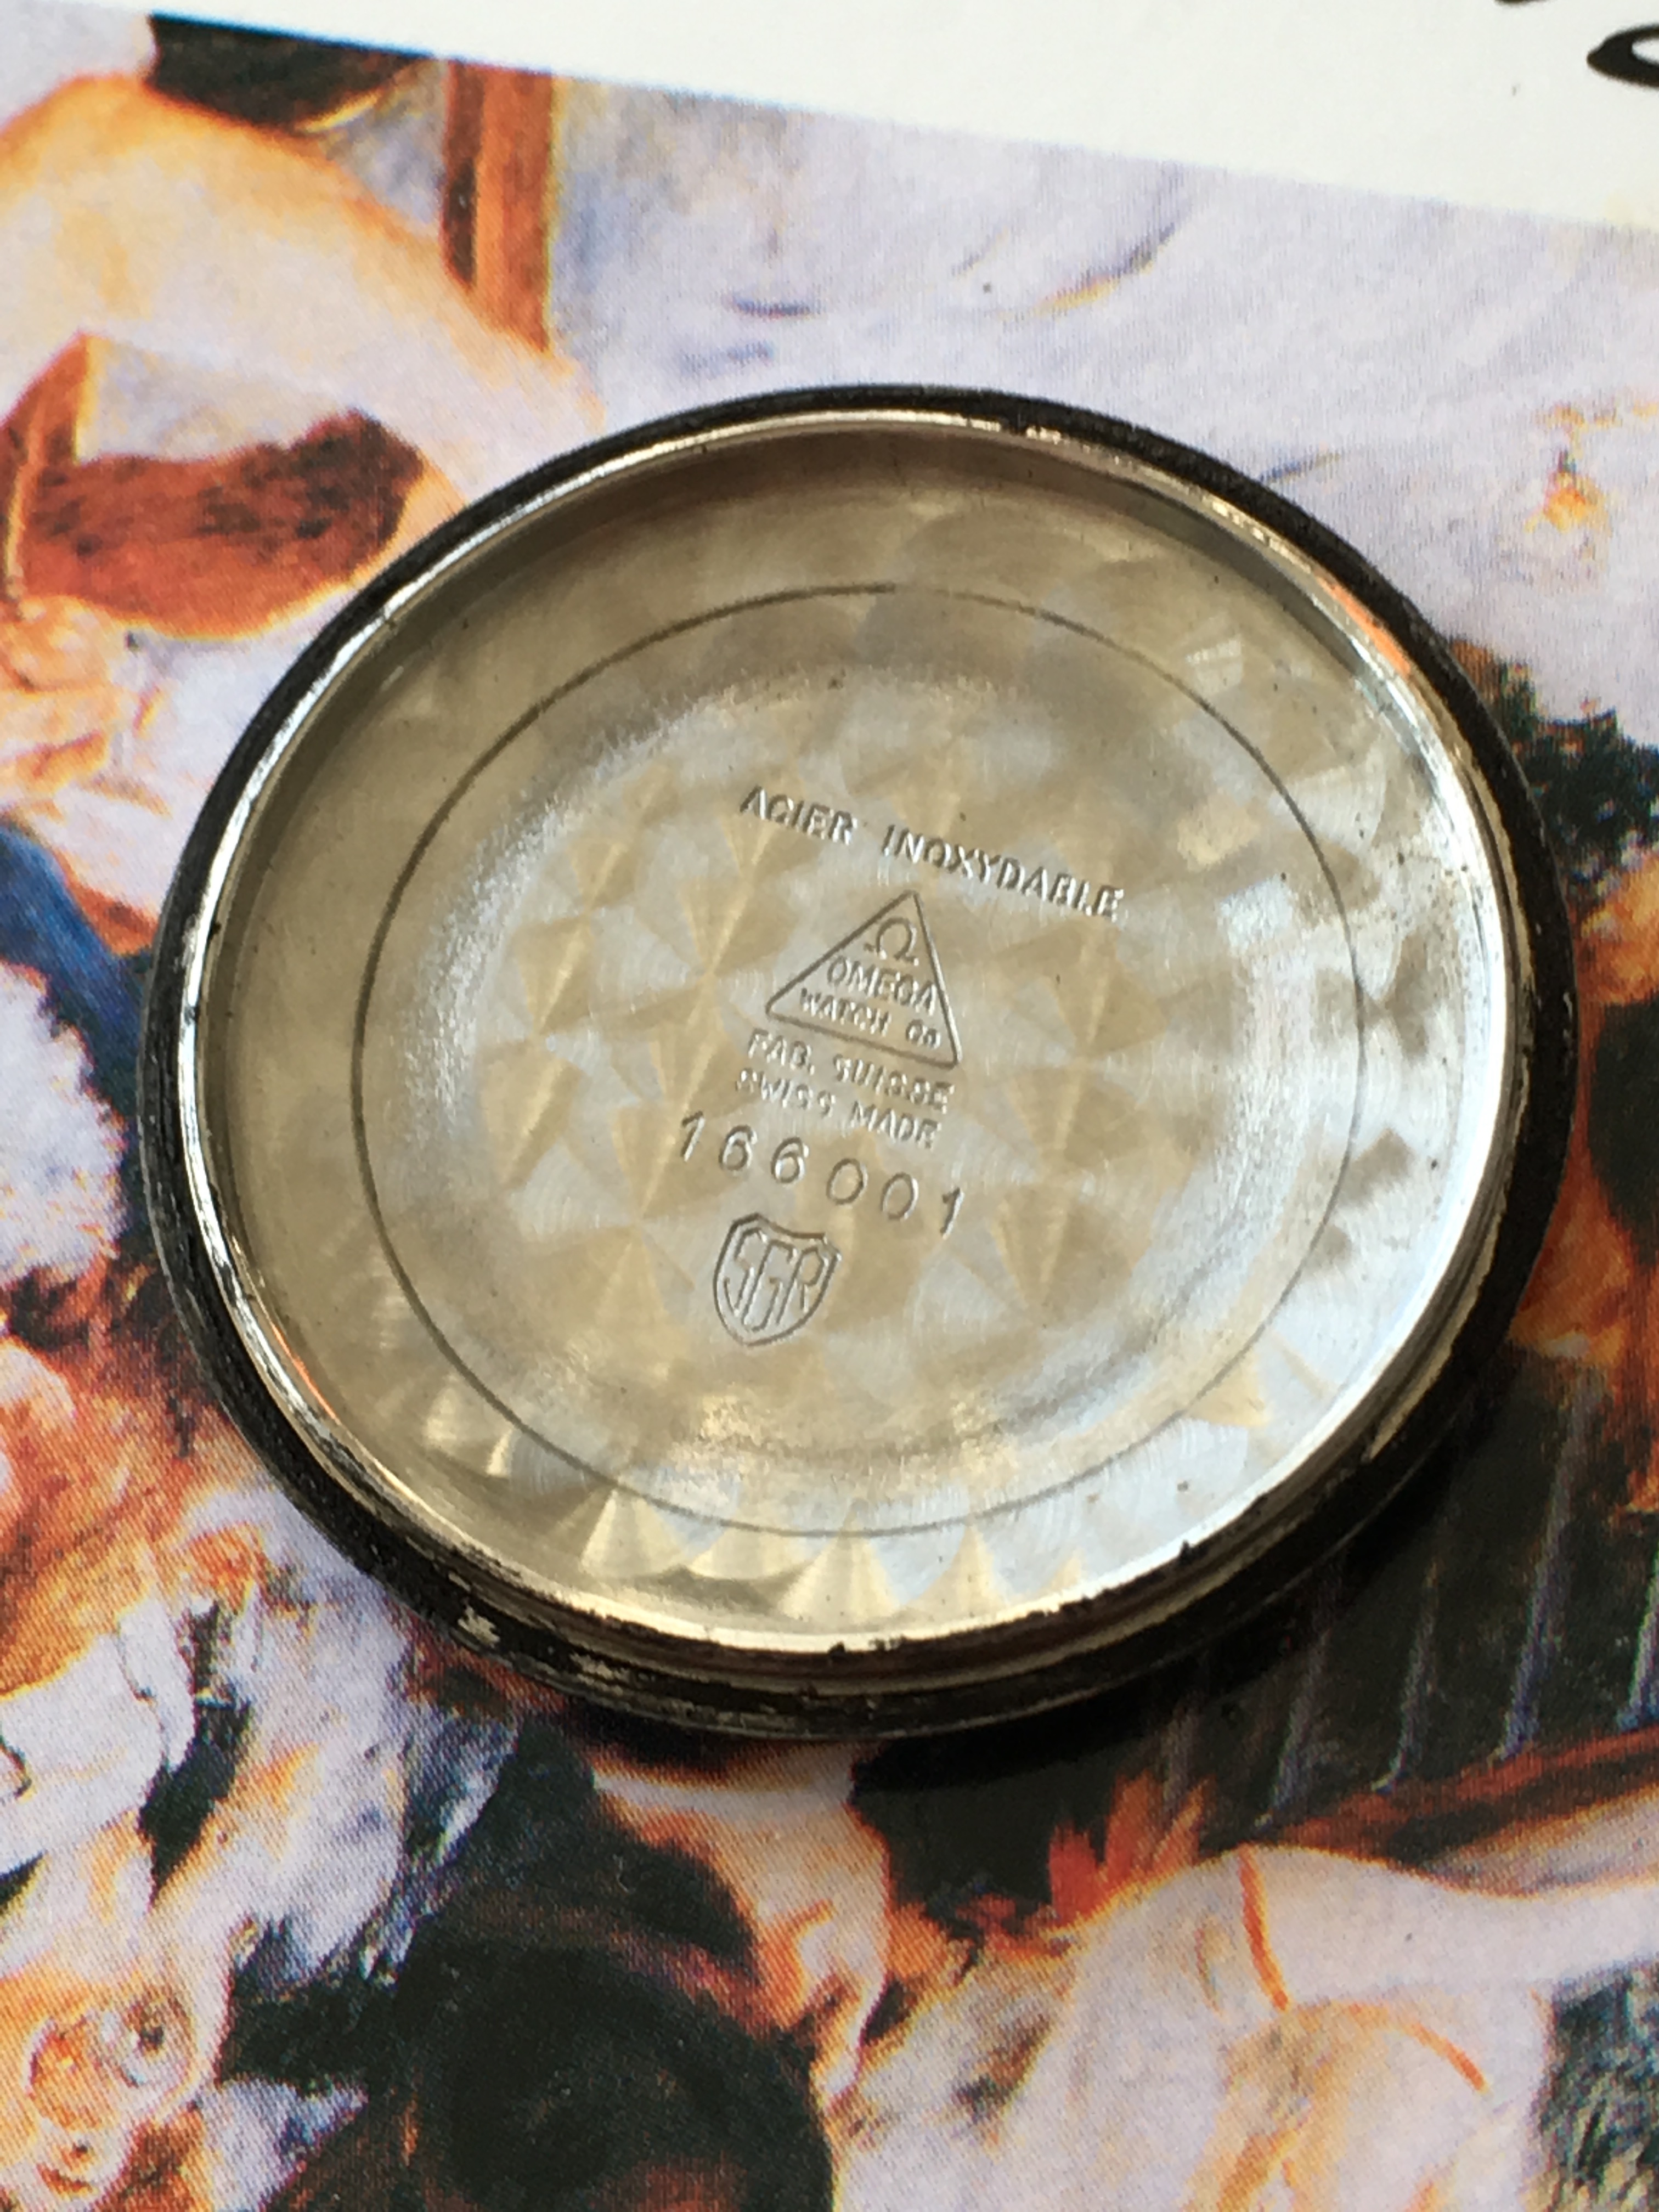 ACIER INOXYDABLE
Ω
OMEGA
WATCH Co
FAB. SUISSE
SWISS MADE
166001
SGR